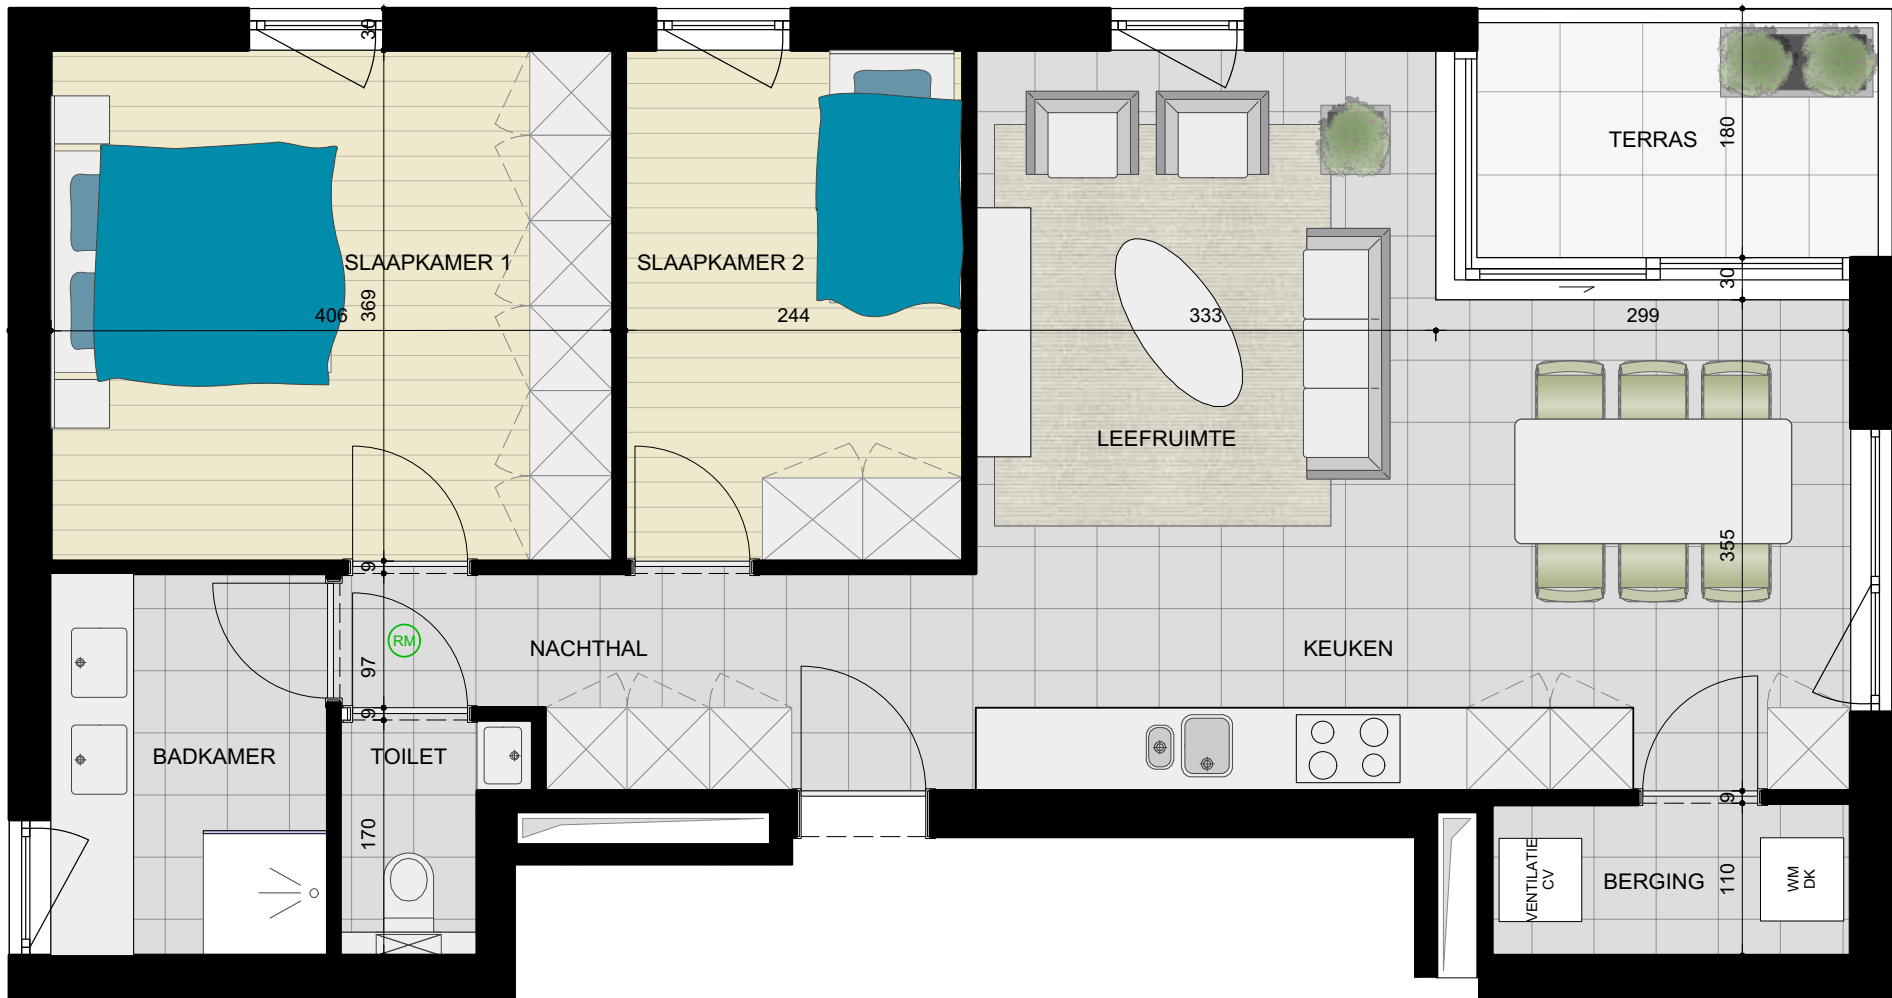 30
TERRAS
180
SLAAPKAMER 1
SLAAPKAMER 2
369
30
406
244
333
299
LEEFRUIMTE
355
9
RM
NACHTHAL
KEUKEN
97
9
BADKAMER
TOILET
9
170
VENTILATIE
CV
BERGING
110
WM
DK